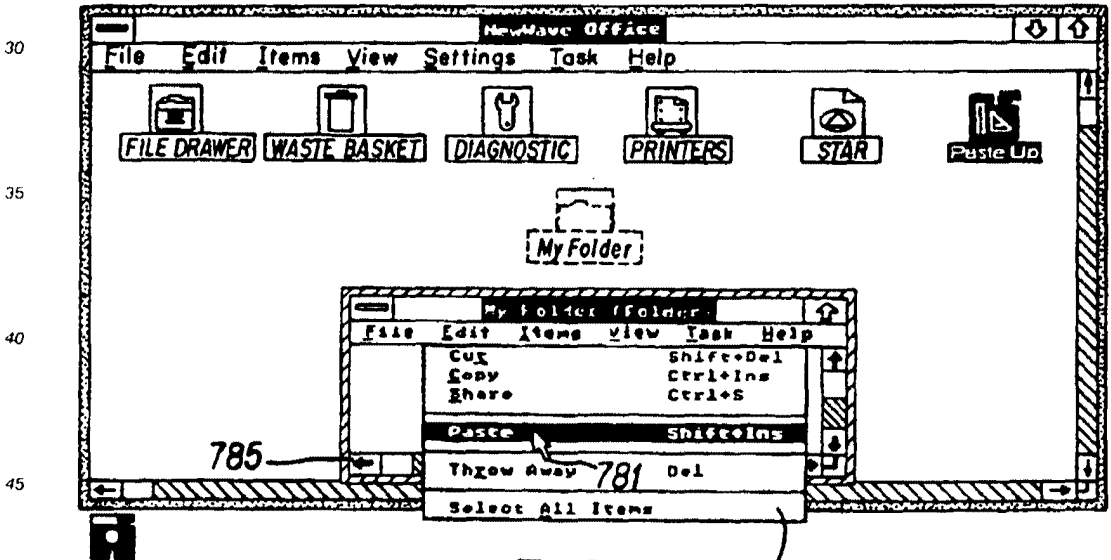 30
NewWave Office
File Edit Items View Settings Task Help
FILE DRAWER WASTE BASKET DIAGNOSTIC PRINTERS STAR Paste Up
35
My Folder
My Folder (Folder)
40
File Edit Items View Task Help
Cut Shift+Del
Copy Ctrl+Ins
Share Ctrl+S
Paste Shift+Ins
785
Throw Away 781 Del
45
Select All Items